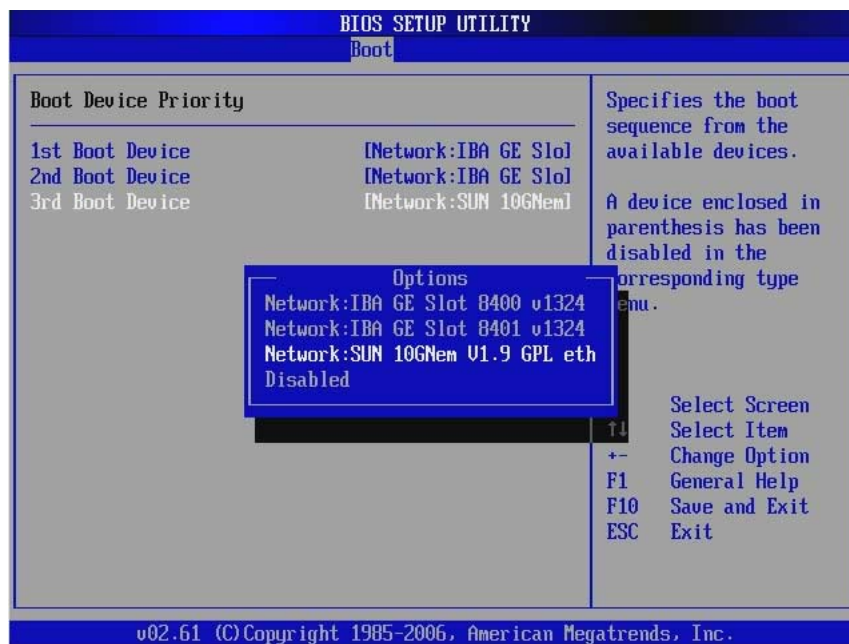 BIOS SETUP UTILITY
Boot
Boot Device Priority
1st Boot Device [Network:IBA GE Slo]
2nd Boot Device [Network:IBA GE Slo]
3rd Boot Device [Network:SUN 10GNem]
Options
Network:IBA GE Slot 8400 v1324
Network:IBA GE Slot 8401 v1324
Network:SUN 10GNem V1.9 GPL eth
Disabled
Specifies the boot
sequence from the
available devices.
A device enclosed in
parenthesis has been
disabled in the
orresponding type
enu.
Select Screen
↑↓ Select Item
+- Change Option
F1 General Help
F10 Save and Exit
ESC Exit
v02.61 (C)Copyright 1985-2006, American Megatrends, Inc.